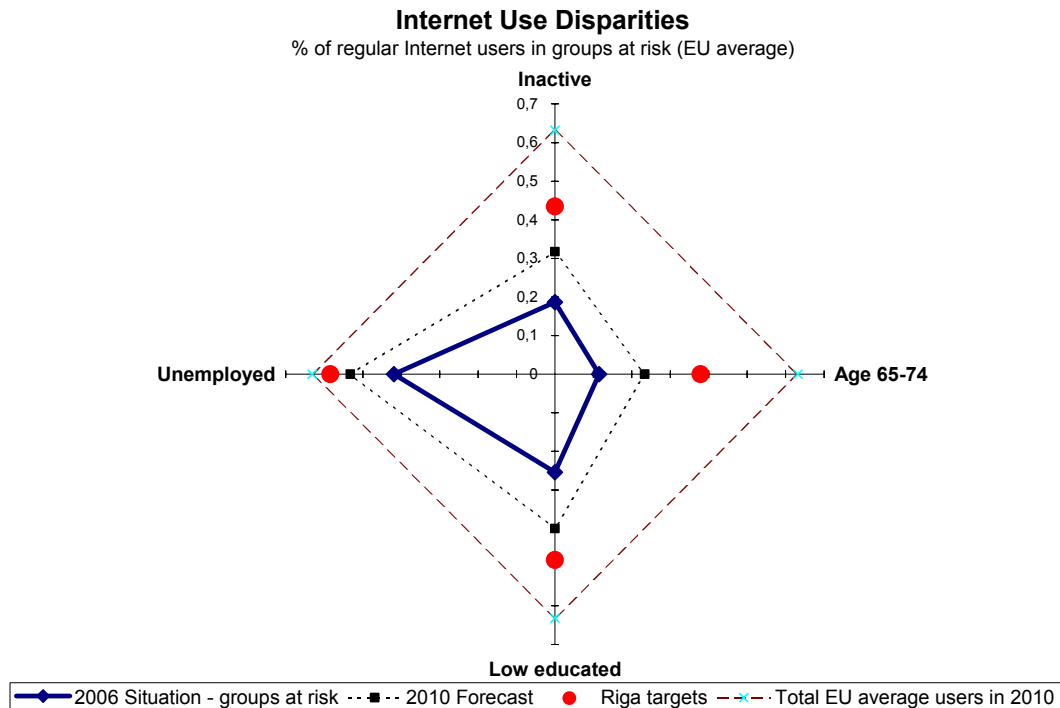 Internet Use Disparities
% of regular Internet users in groups at risk (EU average)
Inactive
0,7
0,6
0,5
0,4
0,3
0,2
0,1
0
Unemployed
Age 65-74
Low educated
2006 Situation - groups at risk
2010 Forecast
Riga targets
Total EU average users in 2010